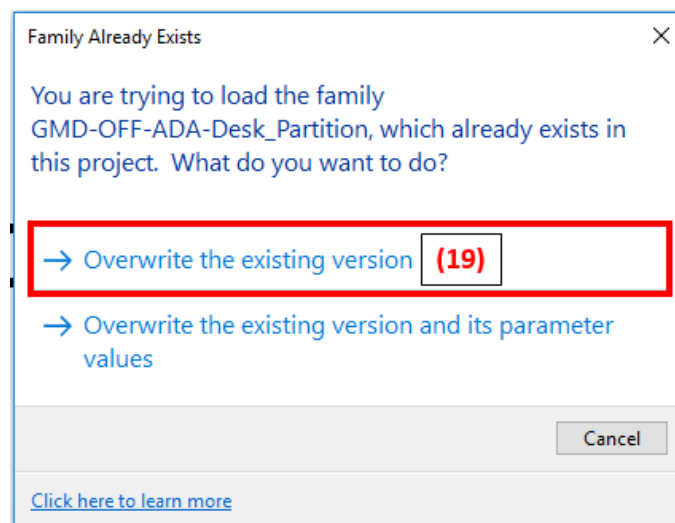 Family Already Exists
You are trying to load the family
GMD-OFF-ADA-Desk_Partition, which already exists in
this project.  What do you want to do?
Overwrite the existing version (19)
Overwrite the existing version and its parameter
values
Cancel
Click here to learn more